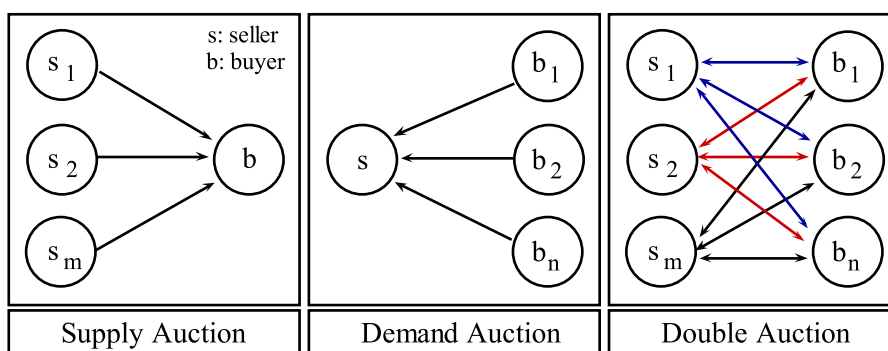 s: seller
b: buyer
s 1
s 2
s m
b
Supply Auction
s
b 1
b 2
b n
Demand Auction
s 1
s 2
s m
b 1
b 2
b n
Double Auction